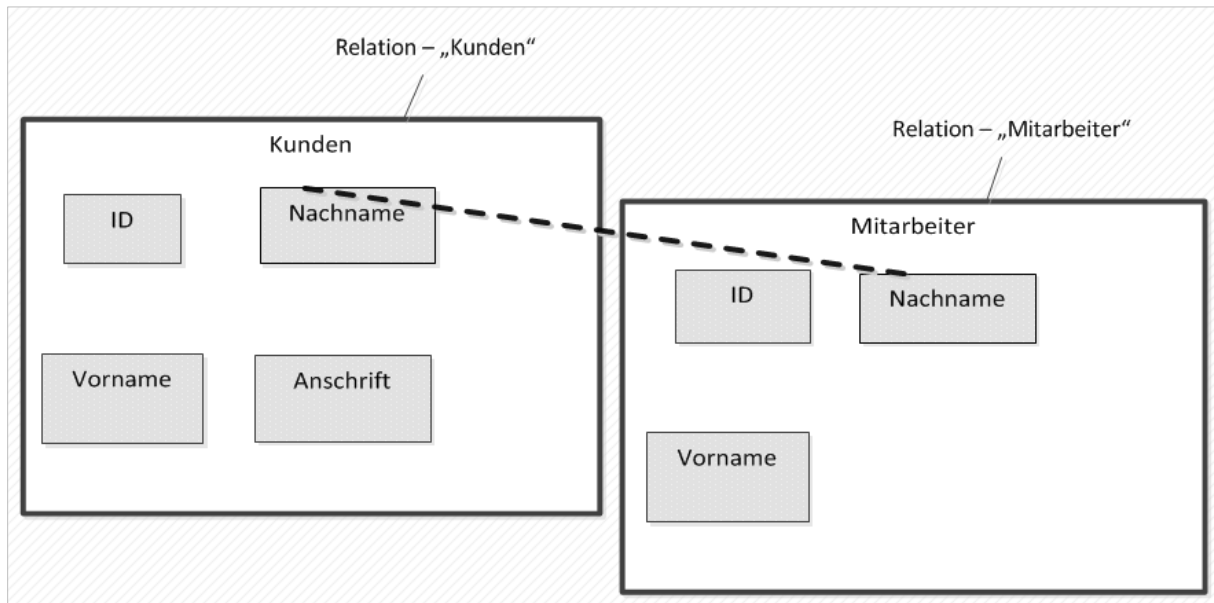 Relation – „Kunden“
Kunden
ID
Nachname
Vorname
Anschrift
Relation – „Mitarbeiter“
Mitarbeiter
ID
Nachname
Vorname